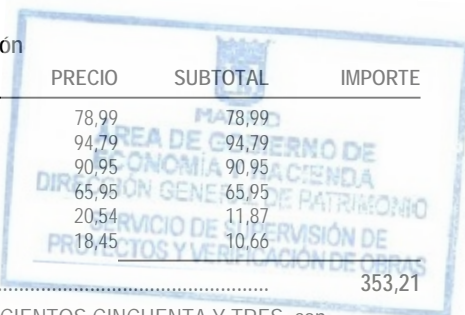 ón
PRECIO SUBTOTAL IMPORTE
MADRID
78,99 78,99
ÁREA DE GOBIERNO DE
94,79 94,79
ECONOMÍA Y HACIENDA
90,95 90,95
DIRECCIÓN GENERAL DE PATRIMONIO
65,95 65,95
SERVICIO DE SUPERVISIÓN DE
20,54 11,87
PROYECTOS Y VERIFICACIÓN DE OBRAS
18,45 10,66
353,21
CIENTOS CINCUENTA Y TRES con